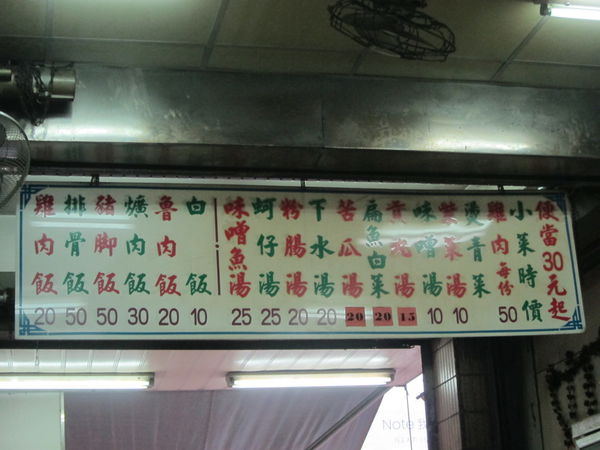 便當30元起
小菜時價
雞肉每份 50
燙青菜
紫菜湯 10
味噌湯 10
貢丸湯 15
扁魚白菜 20
苦瓜湯 20
下水湯 20
粉腸湯 20
蚵仔湯 25
味噌魚湯 25
白飯 10
魯肉飯 20
爌肉飯 30
豬脚飯 50
排骨飯 50
雞肉飯 20
Note